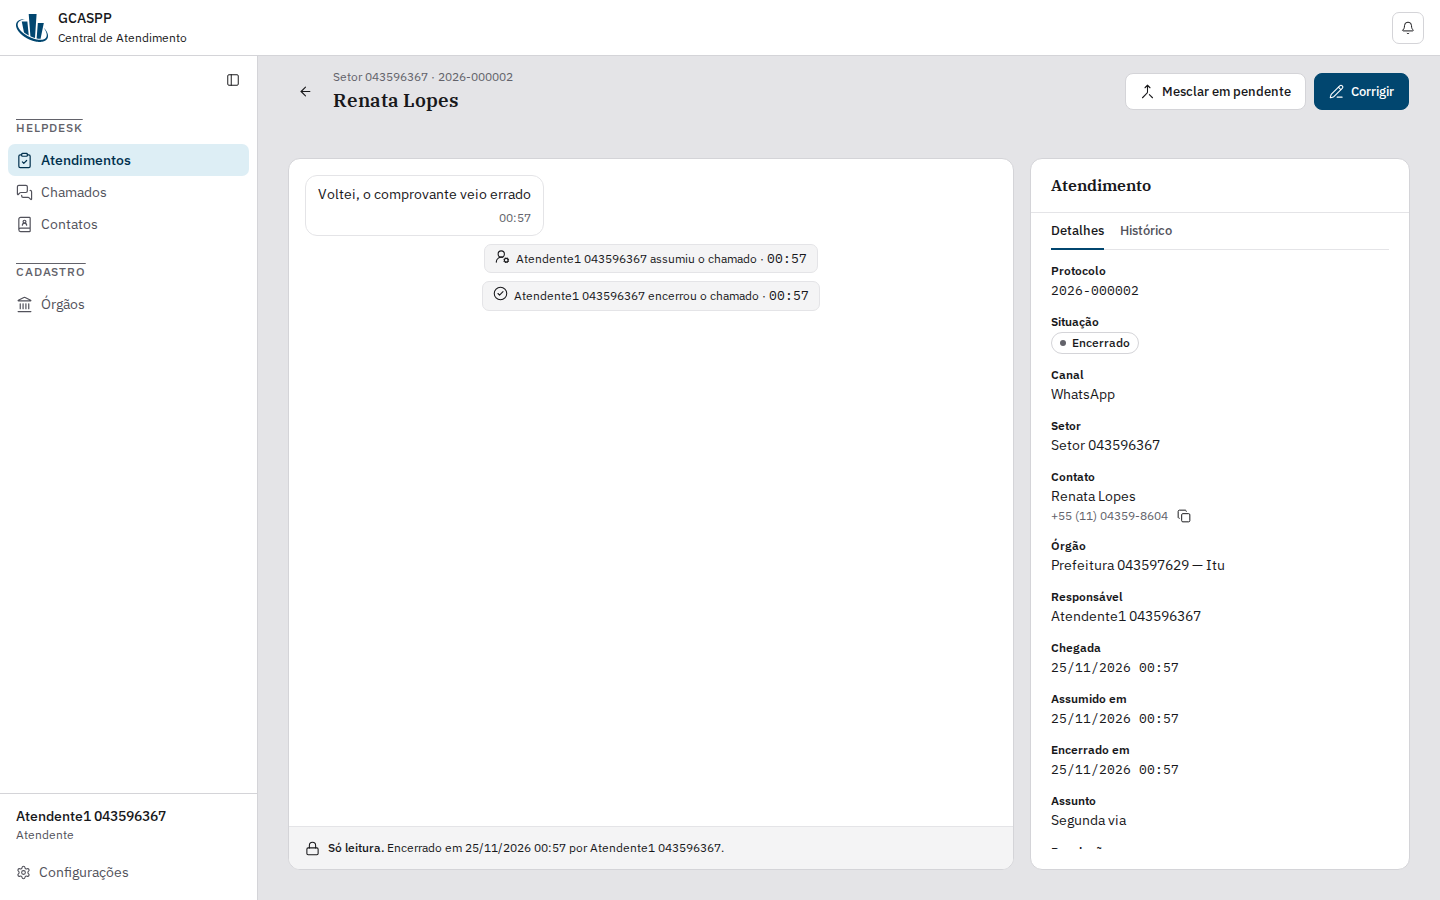 GCASPP
Central de Atendimento
HELPDESK
Atendimentos
Chamados
Contatos
CADASTRO
Órgãos
Atendente1 043596367
Atendente
Configurações
Setor 043596367 · 2026-000002
Renata Lopes
Mesclar em pendente
Corrigir
Voltei, o comprovante veio errado
00:57
Atendente1 043596367 assumiu o chamado · 00:57
Atendente1 043596367 encerrou o chamado · 00:57
Só leitura. Encerrado em 25/11/2026 00:57 por Atendente1 043596367.
Atendimento
Detalhes Histórico
Protocolo
2026-000002
Situação
Encerrado
Canal
WhatsApp
Setor
Setor 043596367
Contato
Renata Lopes
+55 (11) 04359-8604
Órgão
Prefeitura 043597629 — Itu
Responsável
Atendente1 043596367
Chegada
25/11/2026 00:57
Assumido em
25/11/2026 00:57
Encerrado em
25/11/2026 00:57
Assunto
Segunda via